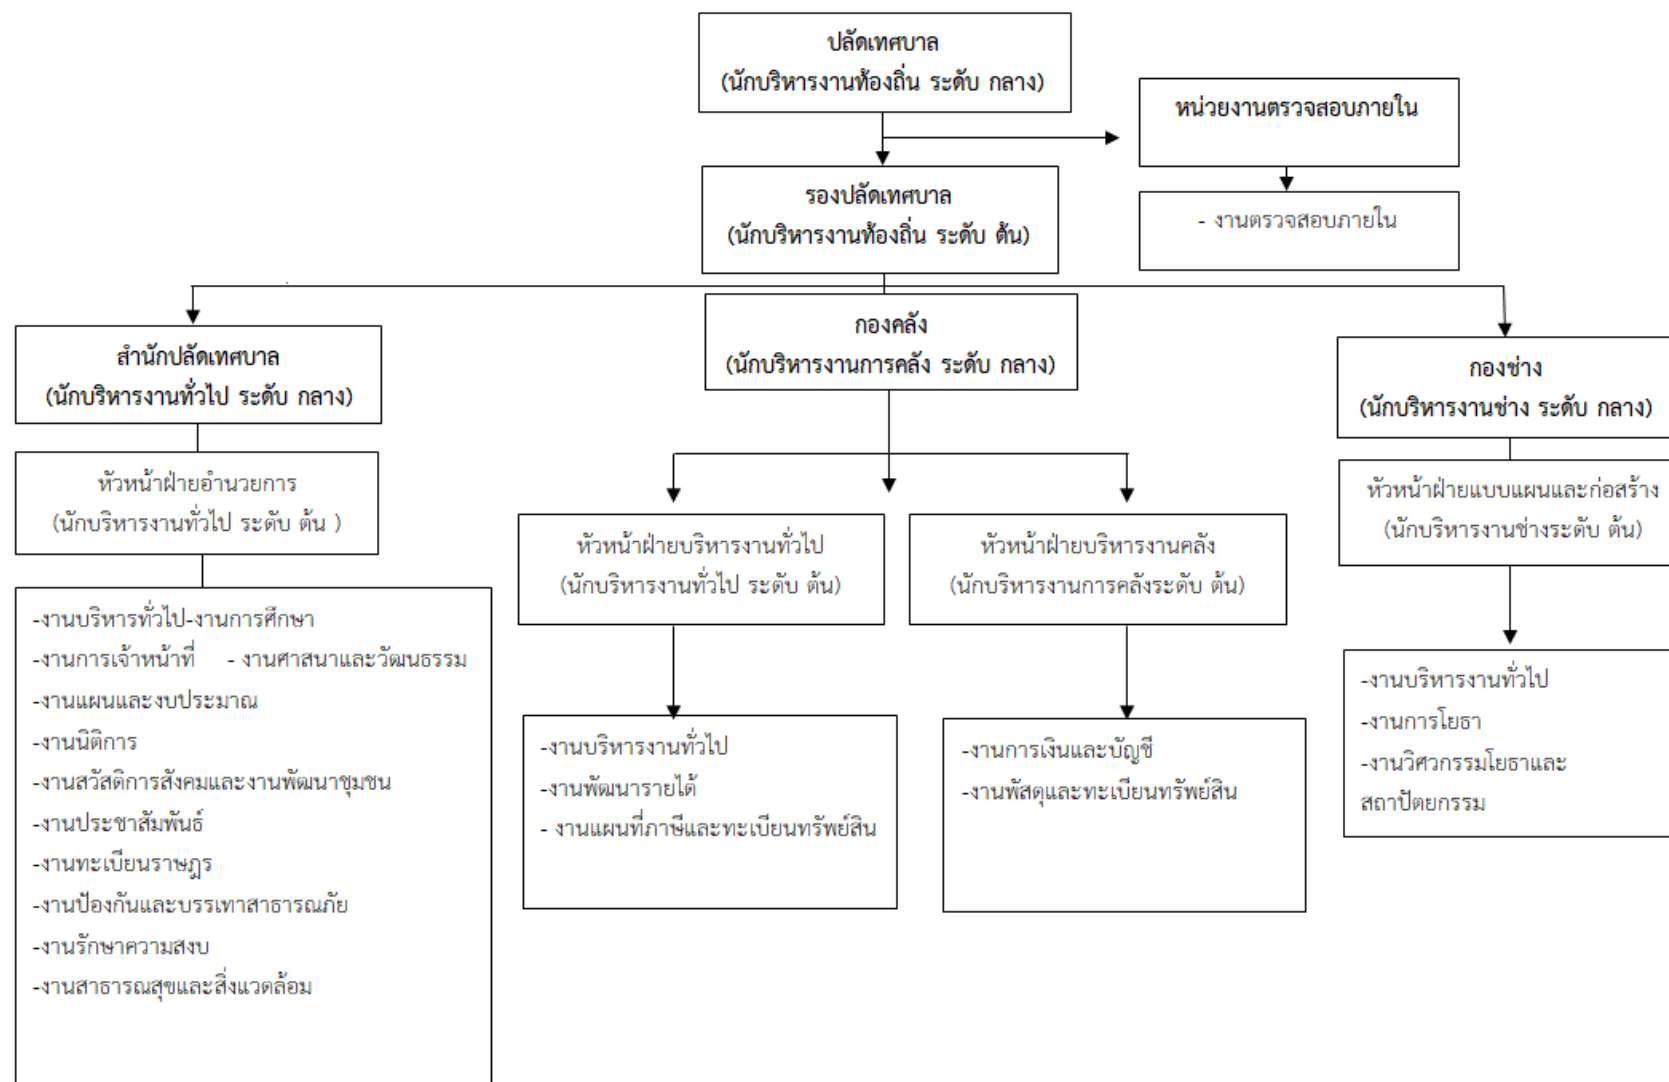 ปลัดเทศบาล
(นักบริหารงานท้องถิ่น ระดับ กลาง)
หน่วยงานตรวจสอบภายใน
- งานตรวจสอบภายใน
รองปลัดเทศบาล
(นักบริหารงานท้องถิ่น ระดับ ต้น)
สำนักปลัดเทศบาล
(นักบริหารงานทั่วไป ระดับ กลาง)
หัวหน้าฝ่ายอำนวยการ
(นักบริหารงานทั่วไป ระดับ ต้น )
-งานบริหารทั่วไป-งานการศึกษา
-งานการเจ้าหน้าที่ - งานศาสนาและวัฒนธรรม
-งานแผนและงบประมาณ
-งานนิติการ
-งานสวัสดิการสังคมและงานพัฒนาชุมชน
-งานประชาสัมพันธ์
-งานทะเบียนราษฎร
-งานป้องกันและบรรเทาสาธารณภัย
-งานรักษาความสงบ
-งานสาธารณสุขและสิ่งแวดล้อม
กองคลัง
(นักบริหารงานการคลัง ระดับ กลาง)
หัวหน้าฝ่ายบริหารงานทั่วไป
(นักบริหารงานทั่วไป ระดับ ต้น)
-งานบริหารงานทั่วไป
-งานพัฒนารายได้
- งานแผนที่ภาษีและทะเบียนทรัพย์สิน
หัวหน้าฝ่ายบริหารงานคลัง
(นักบริหารงานการคลังระดับ ต้น)
-งานการเงินและบัญชี
-งานพัสดุและทะเบียนทรัพย์สิน
กองช่าง
(นักบริหารงานช่าง ระดับ กลาง)
หัวหน้าฝ่ายแบบแผนและก่อสร้าง
(นักบริหารงานช่างระดับ ต้น)
-งานบริหารงานทั่วไป
-งานการโยธา
-งานวิศวกรรมโยธาและ
สถาปัตยกรรม